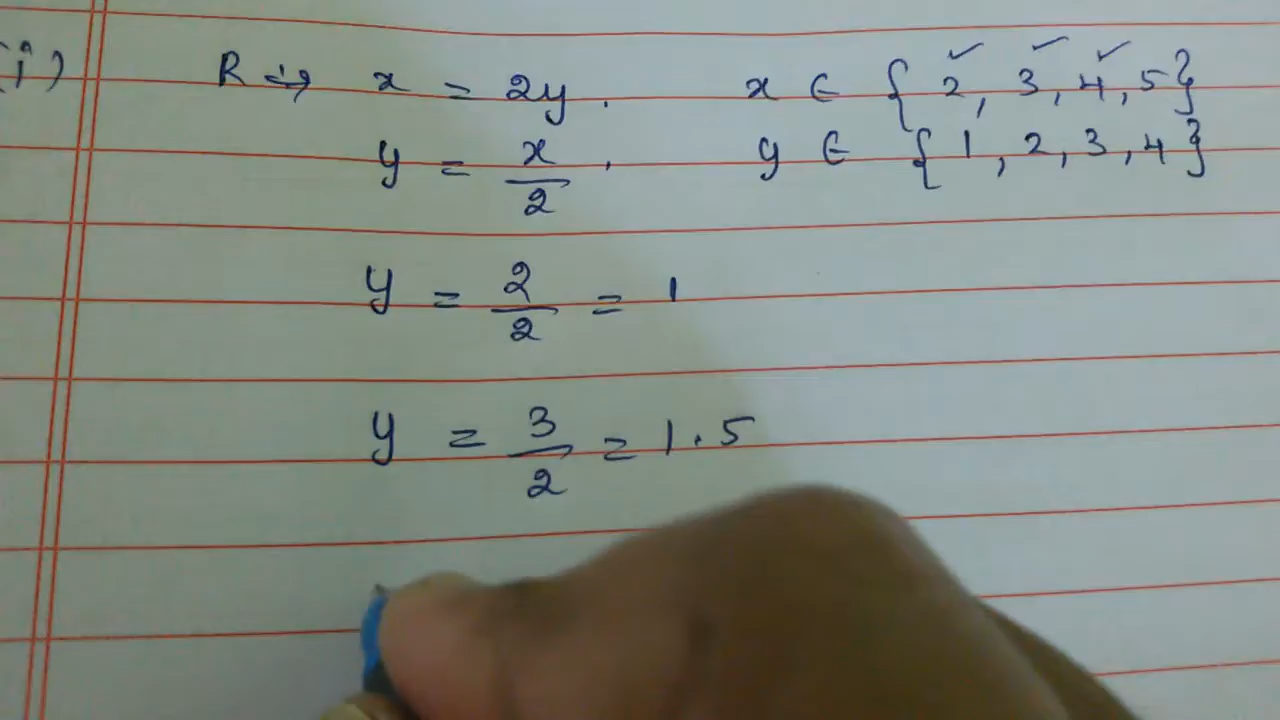 (i) R ⇒ x = 2y. x ∈ {2, 3, 4, 5}
y = x/2, y ∈ {1, 2, 3, 4}
y = 2/2 = 1
y = 3/2 = 1.5